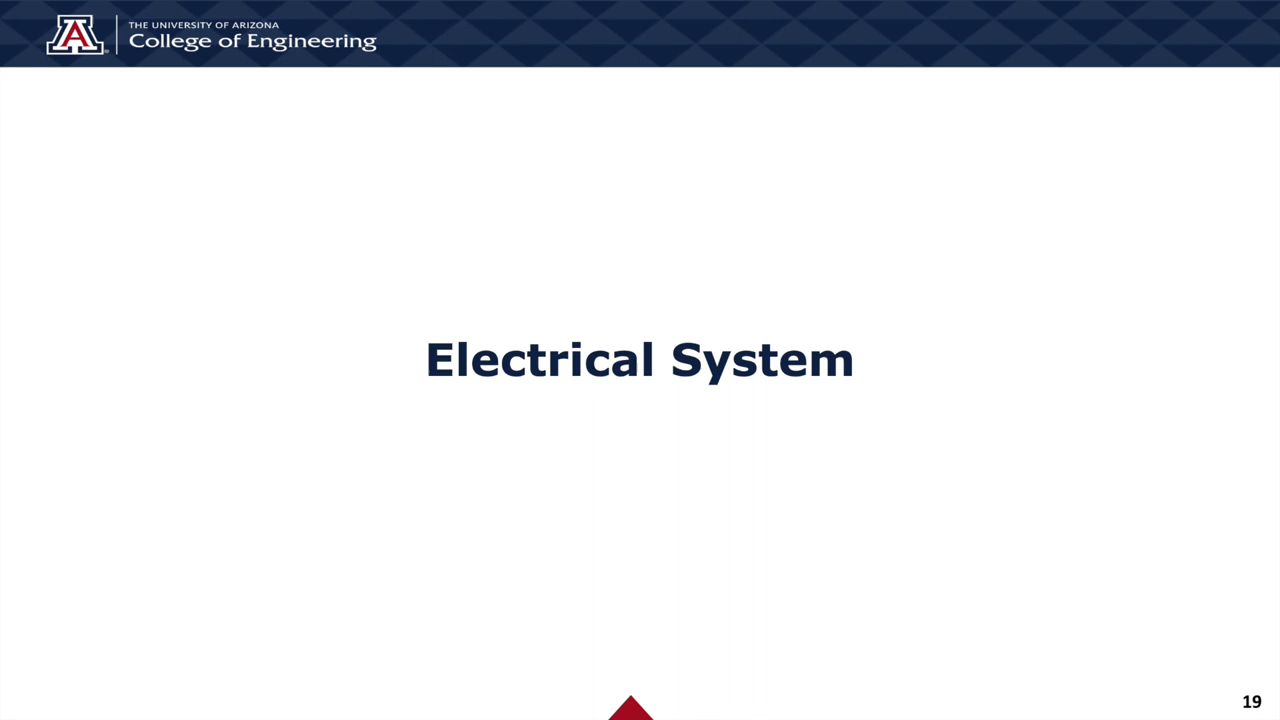 THE UNIVERSITY OF ARIZONA
College of Engineering
Electrical System
19